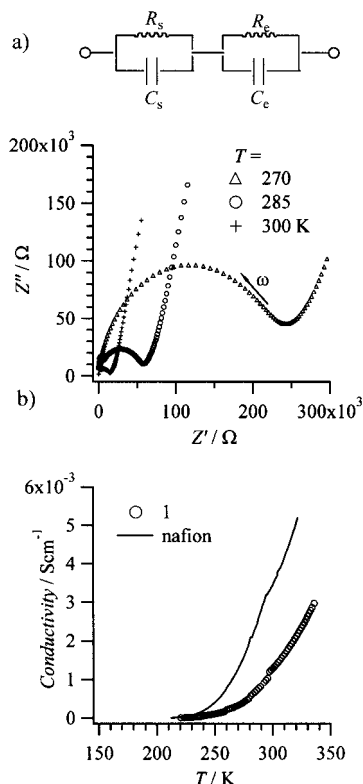 a)
Rs Re
Cs Ce
200x10³
150
100
50
0
Z″/ Ω
T =
△ 270
○ 285
+ 300 K
ω
0 100 200 300x10³
Z′/ Ω
b)
6x10⁻³
5
4
3
2
1
0
Conductivity / Scm⁻¹
○ 1
— nafion
150 200 250 300 350
T / K